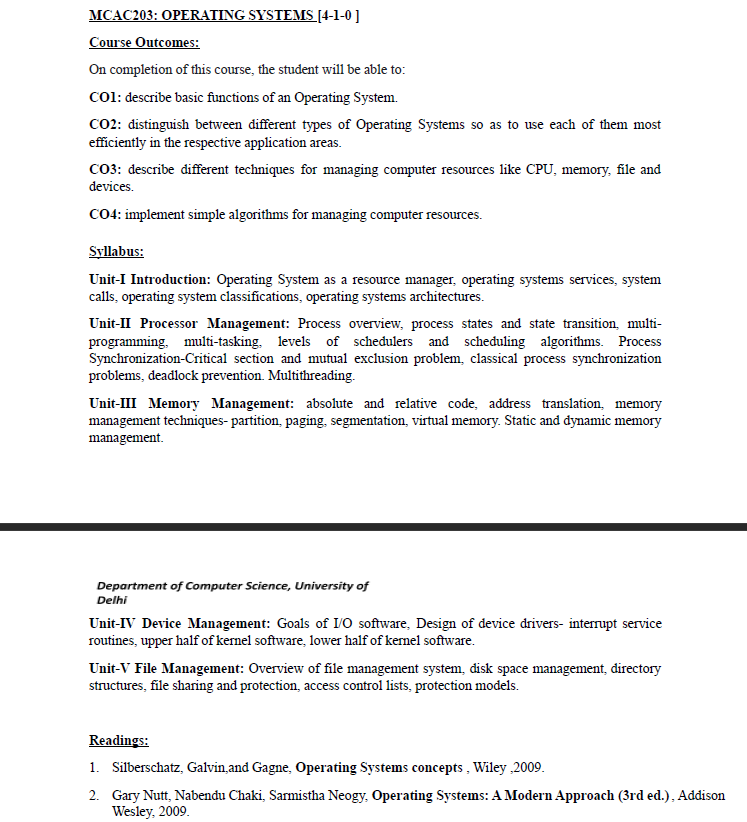 MCAC203: OPERATING SYSTEMS [4-1-0 ]
Course Outcomes:
On completion of this course, the student will be able to:
CO1: describe basic functions of an Operating System.
CO2: distinguish between different types of Operating Systems so as to use each of them most
efficiently in the respective application areas.
CO3: describe different techniques for managing computer resources like CPU, memory, file and
devices.
CO4: implement simple algorithms for managing computer resources.
Syllabus:
Unit-I Introduction: Operating System as a resource manager, operating systems services, system
calls, operating system classifications, operating systems architectures.
Unit-II Processor Management: Process overview, process states and state transition, multi-
programming, multi-tasking, levels of schedulers and scheduling algorithms. Process
Synchronization-Critical section and mutual exclusion problem, classical process synchronization
problems, deadlock prevention. Multithreading.
Unit-III Memory Management: absolute and relative code, address translation, memory
management techniques- partition, paging, segmentation, virtual memory. Static and dynamic memory
management.
Department of Computer Science, University of
Delhi
Unit-IV Device Management: Goals of I/O software, Design of device drivers- interrupt service
routines, upper half of kernel software, lower half of kernel software.
Unit-V File Management: Overview of file management system, disk space management, directory
structures, file sharing and protection, access control lists, protection models.
Readings:
1. Silberschatz, Galvin,and Gagne, Operating Systems concepts , Wiley ,2009.
2. Gary Nutt, Nabendu Chaki, Sarmistha Neogy, Operating Systems: A Modern Approach (3rd ed.) , Addison
Wesley, 2009.